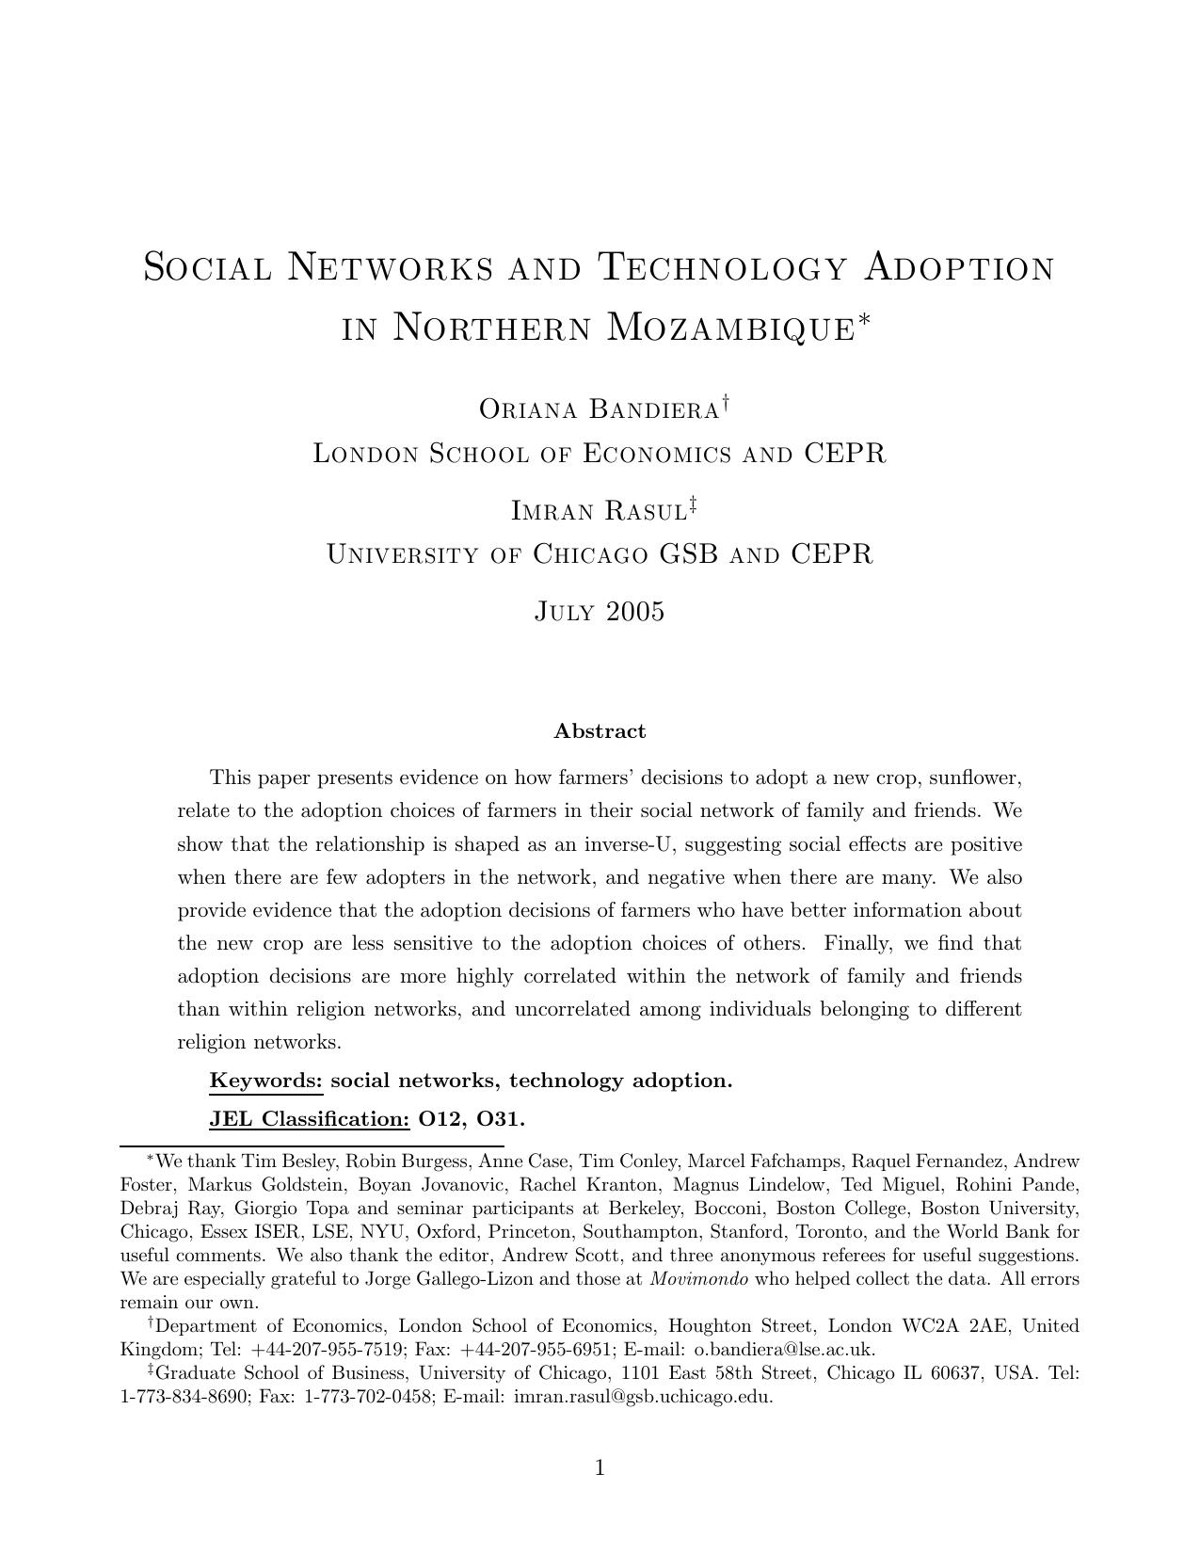 Social Networks and Technology Adoption
in Northern Mozambique*
Oriana Bandiera†
London School of Economics and CEPR
Imran Rasul‡
University of Chicago GSB and CEPR
July 2005
Abstract
This paper presents evidence on how farmers' decisions to adopt a new crop, sunflower,
relate to the adoption choices of farmers in their social network of family and friends. We
show that the relationship is shaped as an inverse-U, suggesting social effects are positive
when there are few adopters in the network, and negative when there are many. We also
provide evidence that the adoption decisions of farmers who have better information about
the new crop are less sensitive to the adoption choices of others. Finally, we find that
adoption decisions are more highly correlated within the network of family and friends
than within religion networks, and uncorrelated among individuals belonging to different
religion networks.
Keywords: social networks, technology adoption.
JEL Classification: O12, O31.
*We thank Tim Besley, Robin Burgess, Anne Case, Tim Conley, Marcel Fafchamps, Raquel Fernandez, Andrew
Foster, Markus Goldstein, Boyan Jovanovic, Rachel Kranton, Magnus Lindelow, Ted Miguel, Rohini Pande,
Debraj Ray, Giorgio Topa and seminar participants at Berkeley, Bocconi, Boston College, Boston University,
Chicago, Essex ISER, LSE, NYU, Oxford, Princeton, Southampton, Stanford, Toronto, and the World Bank for
useful comments. We also thank the editor, Andrew Scott, and three anonymous referees for useful suggestions.
We are especially grateful to Jorge Gallego-Lizon and those at Movimondo who helped collect the data. All errors
remain our own.
†Department of Economics, London School of Economics, Houghton Street, London WC2A 2AE, United
Kingdom; Tel: +44-207-955-7519; Fax: +44-207-955-6951; E-mail: o.bandiera@lse.ac.uk.
‡Graduate School of Business, University of Chicago, 1101 East 58th Street, Chicago IL 60637, USA. Tel:
1-773-834-8690; Fax: 1-773-702-0458; E-mail: imran.rasul@gsb.uchicago.edu.
1